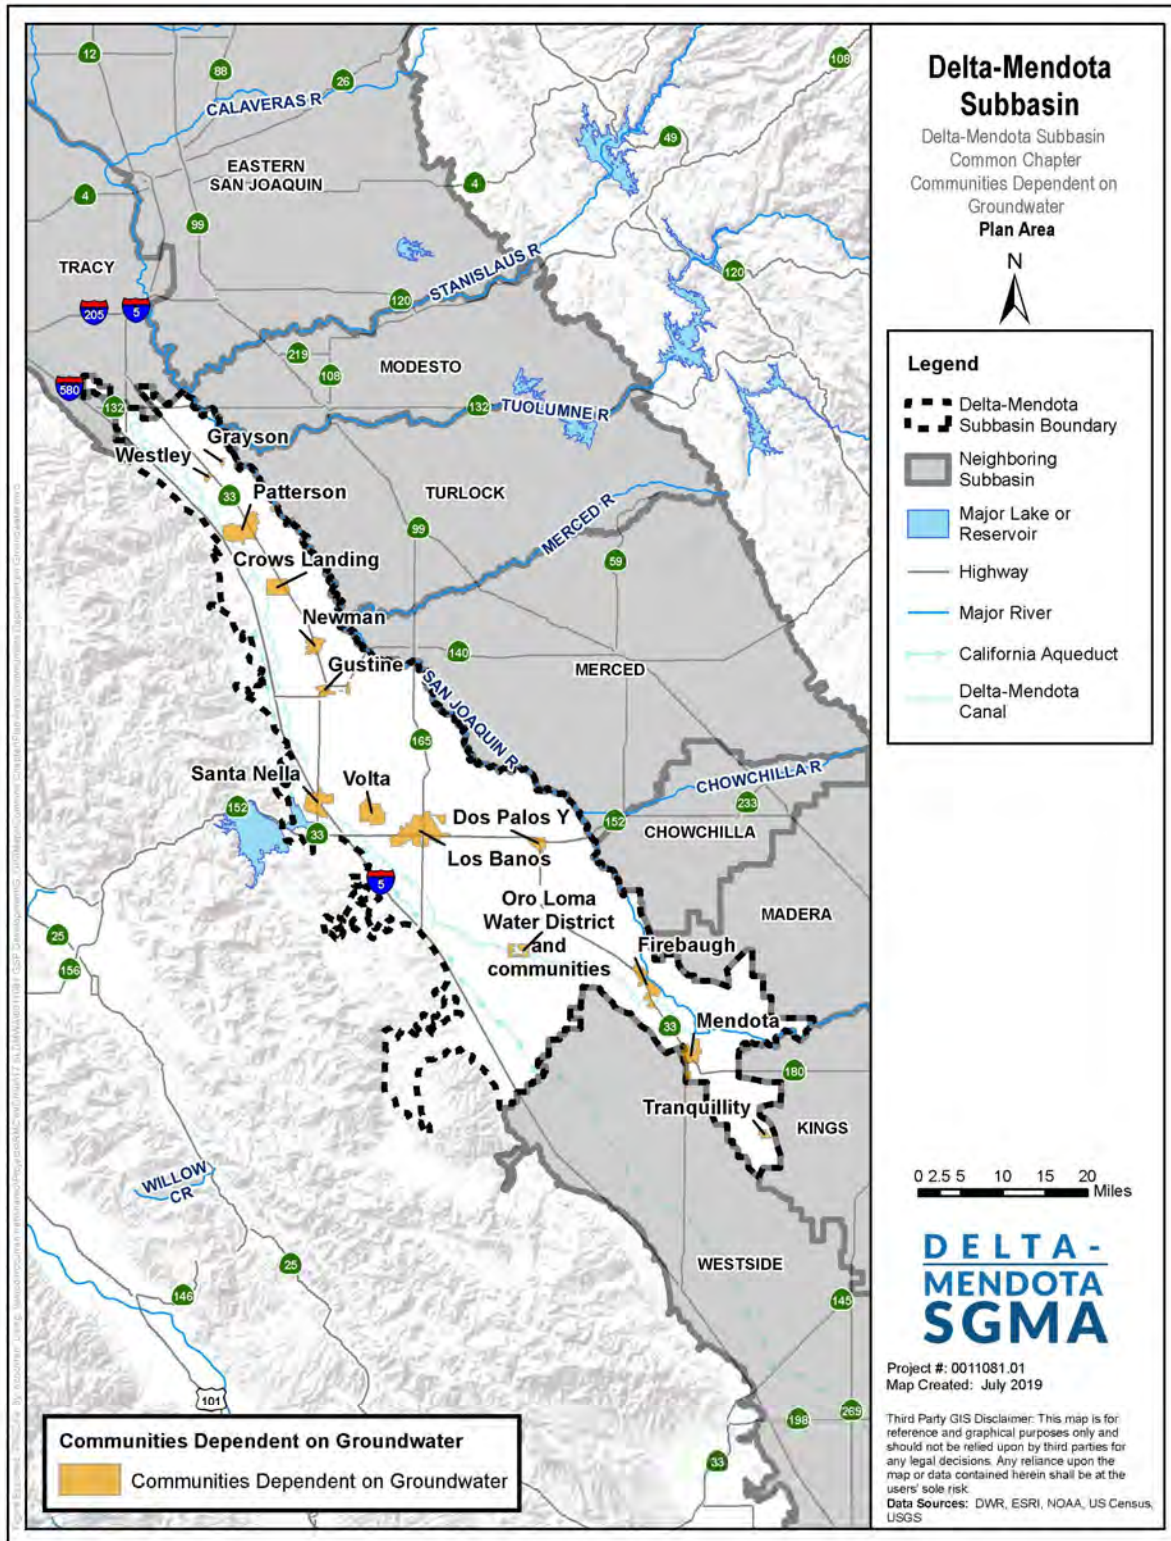 Delta-Mendota
Subbasin
Delta-Mendota Subbasin
Common Chapter
Communities Dependent on
Groundwater
Plan Area
N
Legend
Delta-Mendota
Subbasin Boundary
Neighboring
Subbasin
Major Lake or
Reservoir
Highway
Major River
California Aqueduct
Delta-Mendota
Canal
0 2.5 5 10 15 20
Miles
DELTA-
MENDOTA
SGMA
Project #: 0011081.01
Map Created: July 2019
Third Party GIS Disclaimer: This map is for
reference and graphical purposes only and
should not be relied upon by third parties for
any legal decisions. Any reliance upon the
map or data contained herein shall be at the
users' sole risk.
Data Sources: DWR, ESRI, NOAA, US Census,
USGS
12
88
26
108
CALAVERAS R
49
EASTERN
SAN JOAQUIN
4
4
99
TRACY
STANISLAUS R
120
120
205
5
219
108
MODESTO
580
132
132
TUOLUMNE R
Grayson
Westley
33
Patterson
TURLOCK
99
MERCED R
59
Crows Landing
Newman
140
Gustine
MERCED
SAN JOAQUIN R
165
Santa Nella
Volta
CHOWCHILLA R
152
233
33
Dos Palos Y
152
CHOWCHILLA
Los Banos
5
Oro Loma
Water District
and
communities
MADERA
25
156
Firebaugh
33
Mendota
180
Tranquillity
KINGS
WILLOW
CR
25
WESTSIDE
146
145
101
198
269
33
Communities Dependent on Groundwater
Communities Dependent on Groundwater